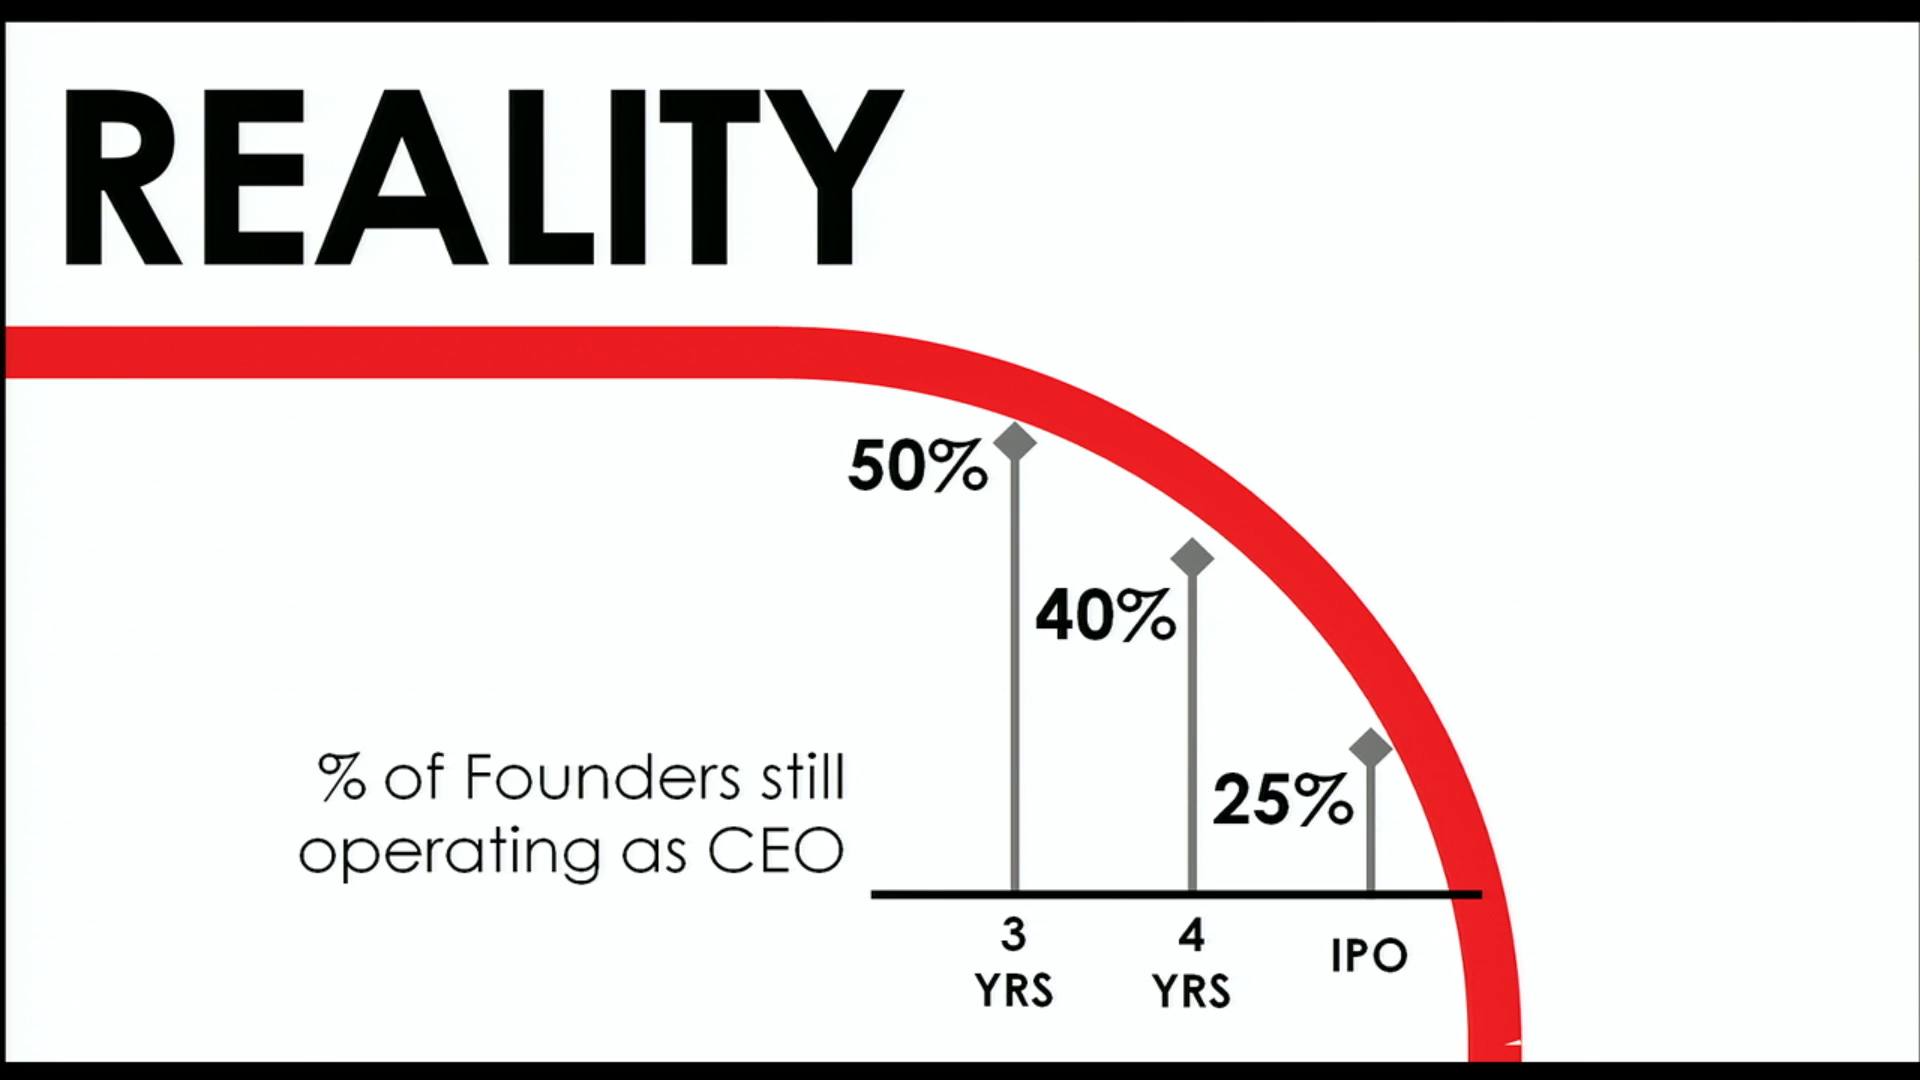 REALITY
50%
40%
25%
% of Founders still
operating as CEO
3
YRS
4
YRS
IPO